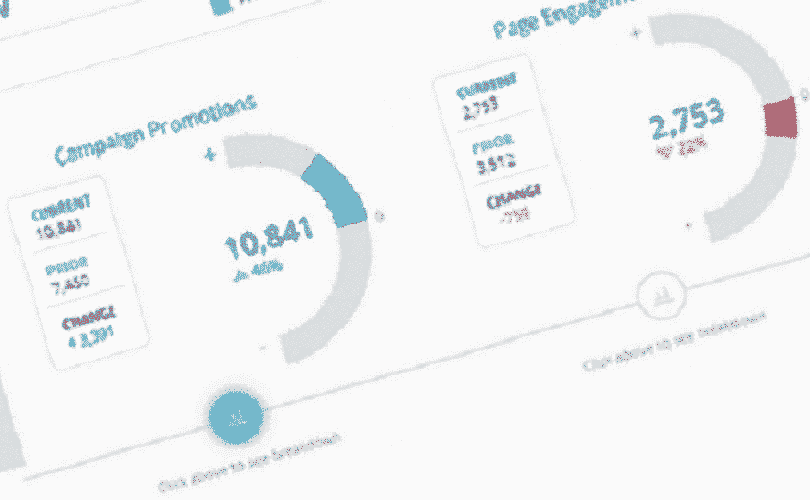 Campaign Promotions
CURRENT
10,841
PRIOR
7,450
CHANGE
+ 3,391
10,841
46%
Click above to see breakdown
Page
CURRENT
2,753
PRIOR
3,512
CHANGE
-759
2,753
22%
Click above to see breakdown